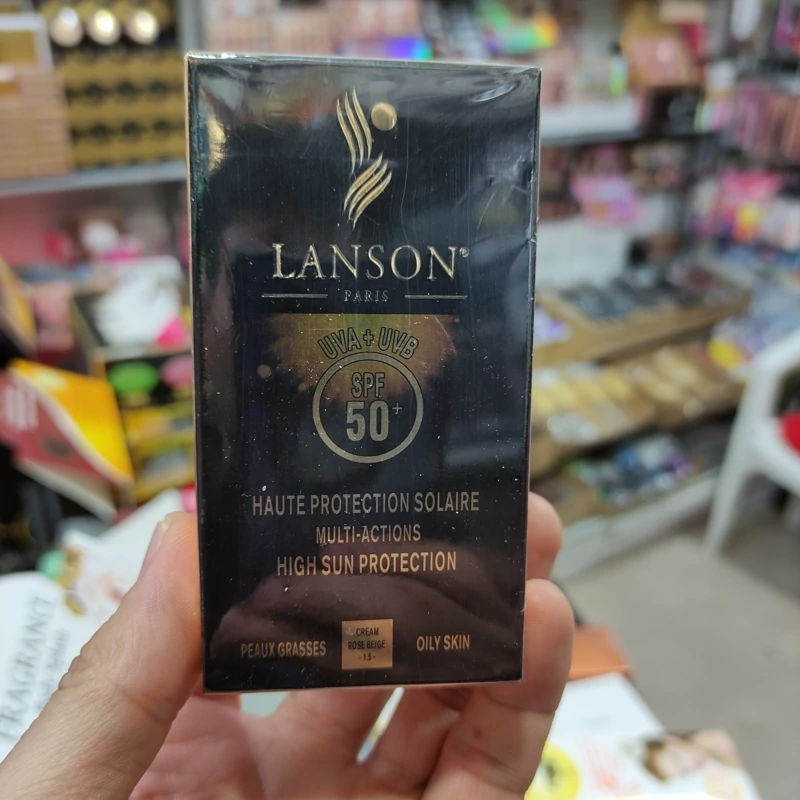 LANSON®
PARIS
UVA + UVB
SPF
50+
HAUTE PROTECTION SOLAIRE
MULTI-ACTIONS
HIGH SUN PROTECTION
PEAUX GRASSES
CREAM
ROSE BEIGE
- 1.5 -
OILY SKIN
FRAGRANCE